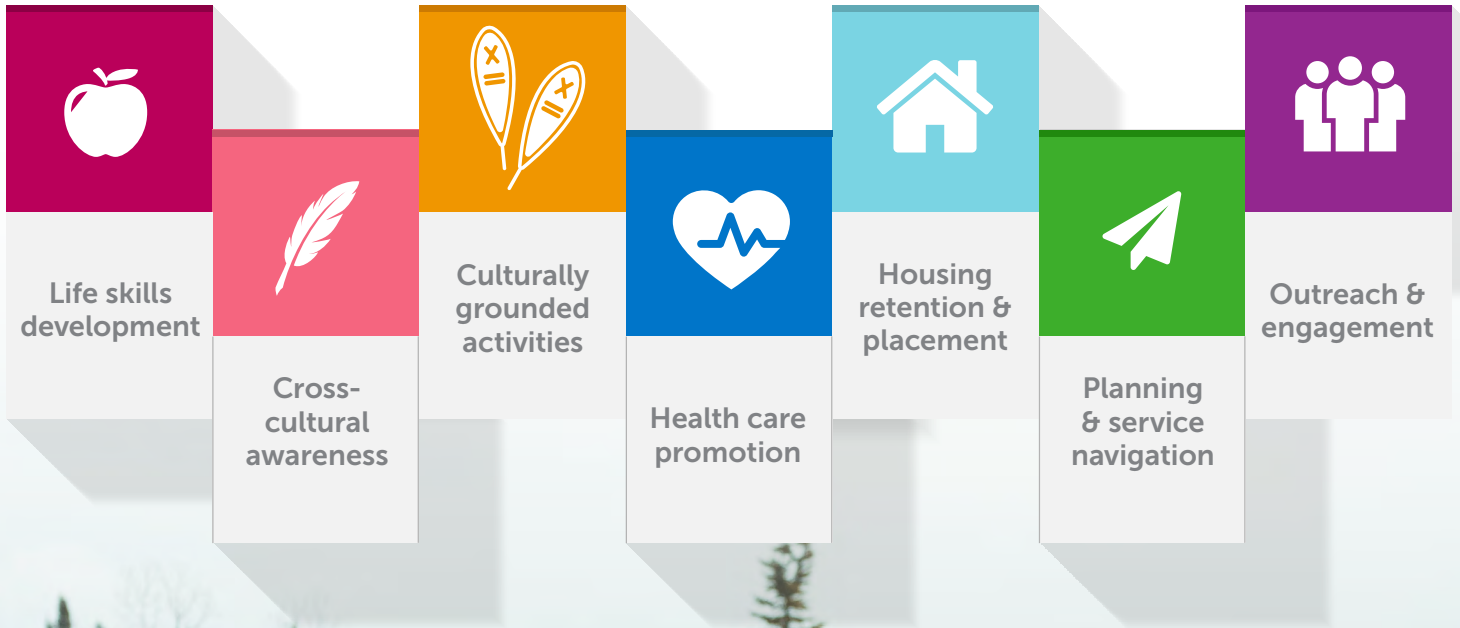 Life skills
development
Cross-
cultural
awareness
Culturally
grounded
activities
Health care
promotion
Housing
retention &
placement
Planning
& service
navigation
Outreach &
engagement